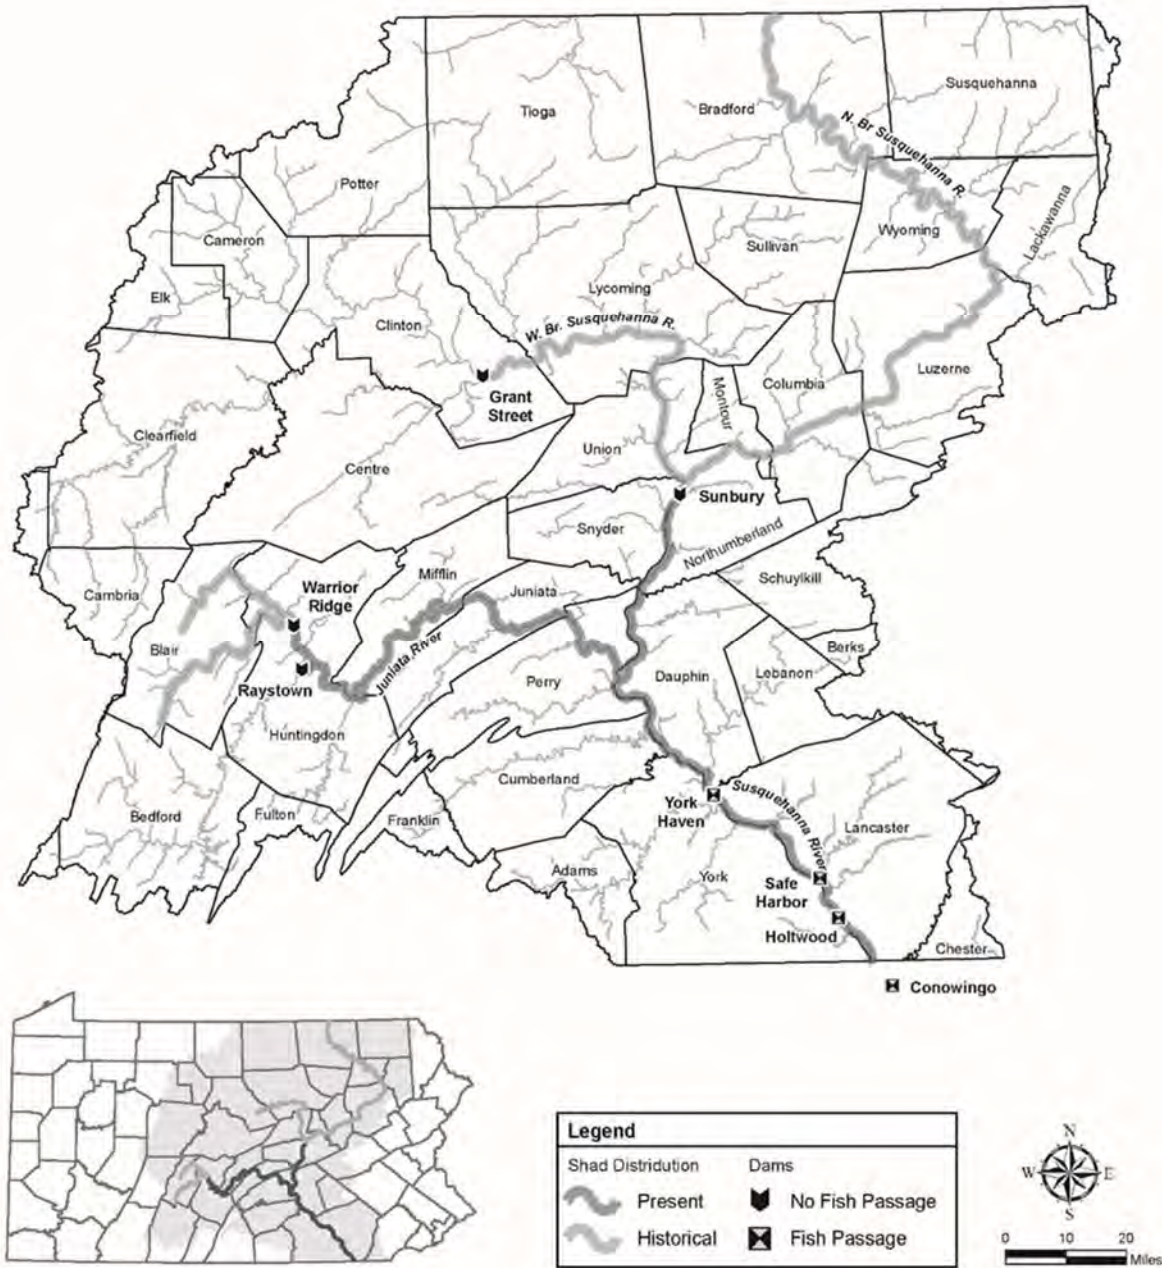 Susquehanna
Tioga
Bradford
N. Br Susquehanna R.
Potter
Lackawanna
Cameron
Sullivan
Wyoming
Elk
Lycoming
Clinton
W. Br. Susquehanna R.
Grant
Street
Montour
Columbia
Luzerne
Clearfield
Centre
Union
Sunbury
Snyder
Northumberland
Cambria
Warrior
Ridge
Mifflin
Juniata
Schuylkill
Blair
Juniata River
Berks
Raystown
Perry
Dauphin
Lebanon
Huntingdon
Cumberland
York
Haven
Susquehanna River
Bedford
Fulton
Franklin
Lancaster
Adams
York
Safe
Harbor
Holtwood
Chester
Conowingo
Legend
Shad Distridution
Dams
Present
No Fish Passage
Historical
Fish Passage
N
W
E
S
0 10 20
Miles